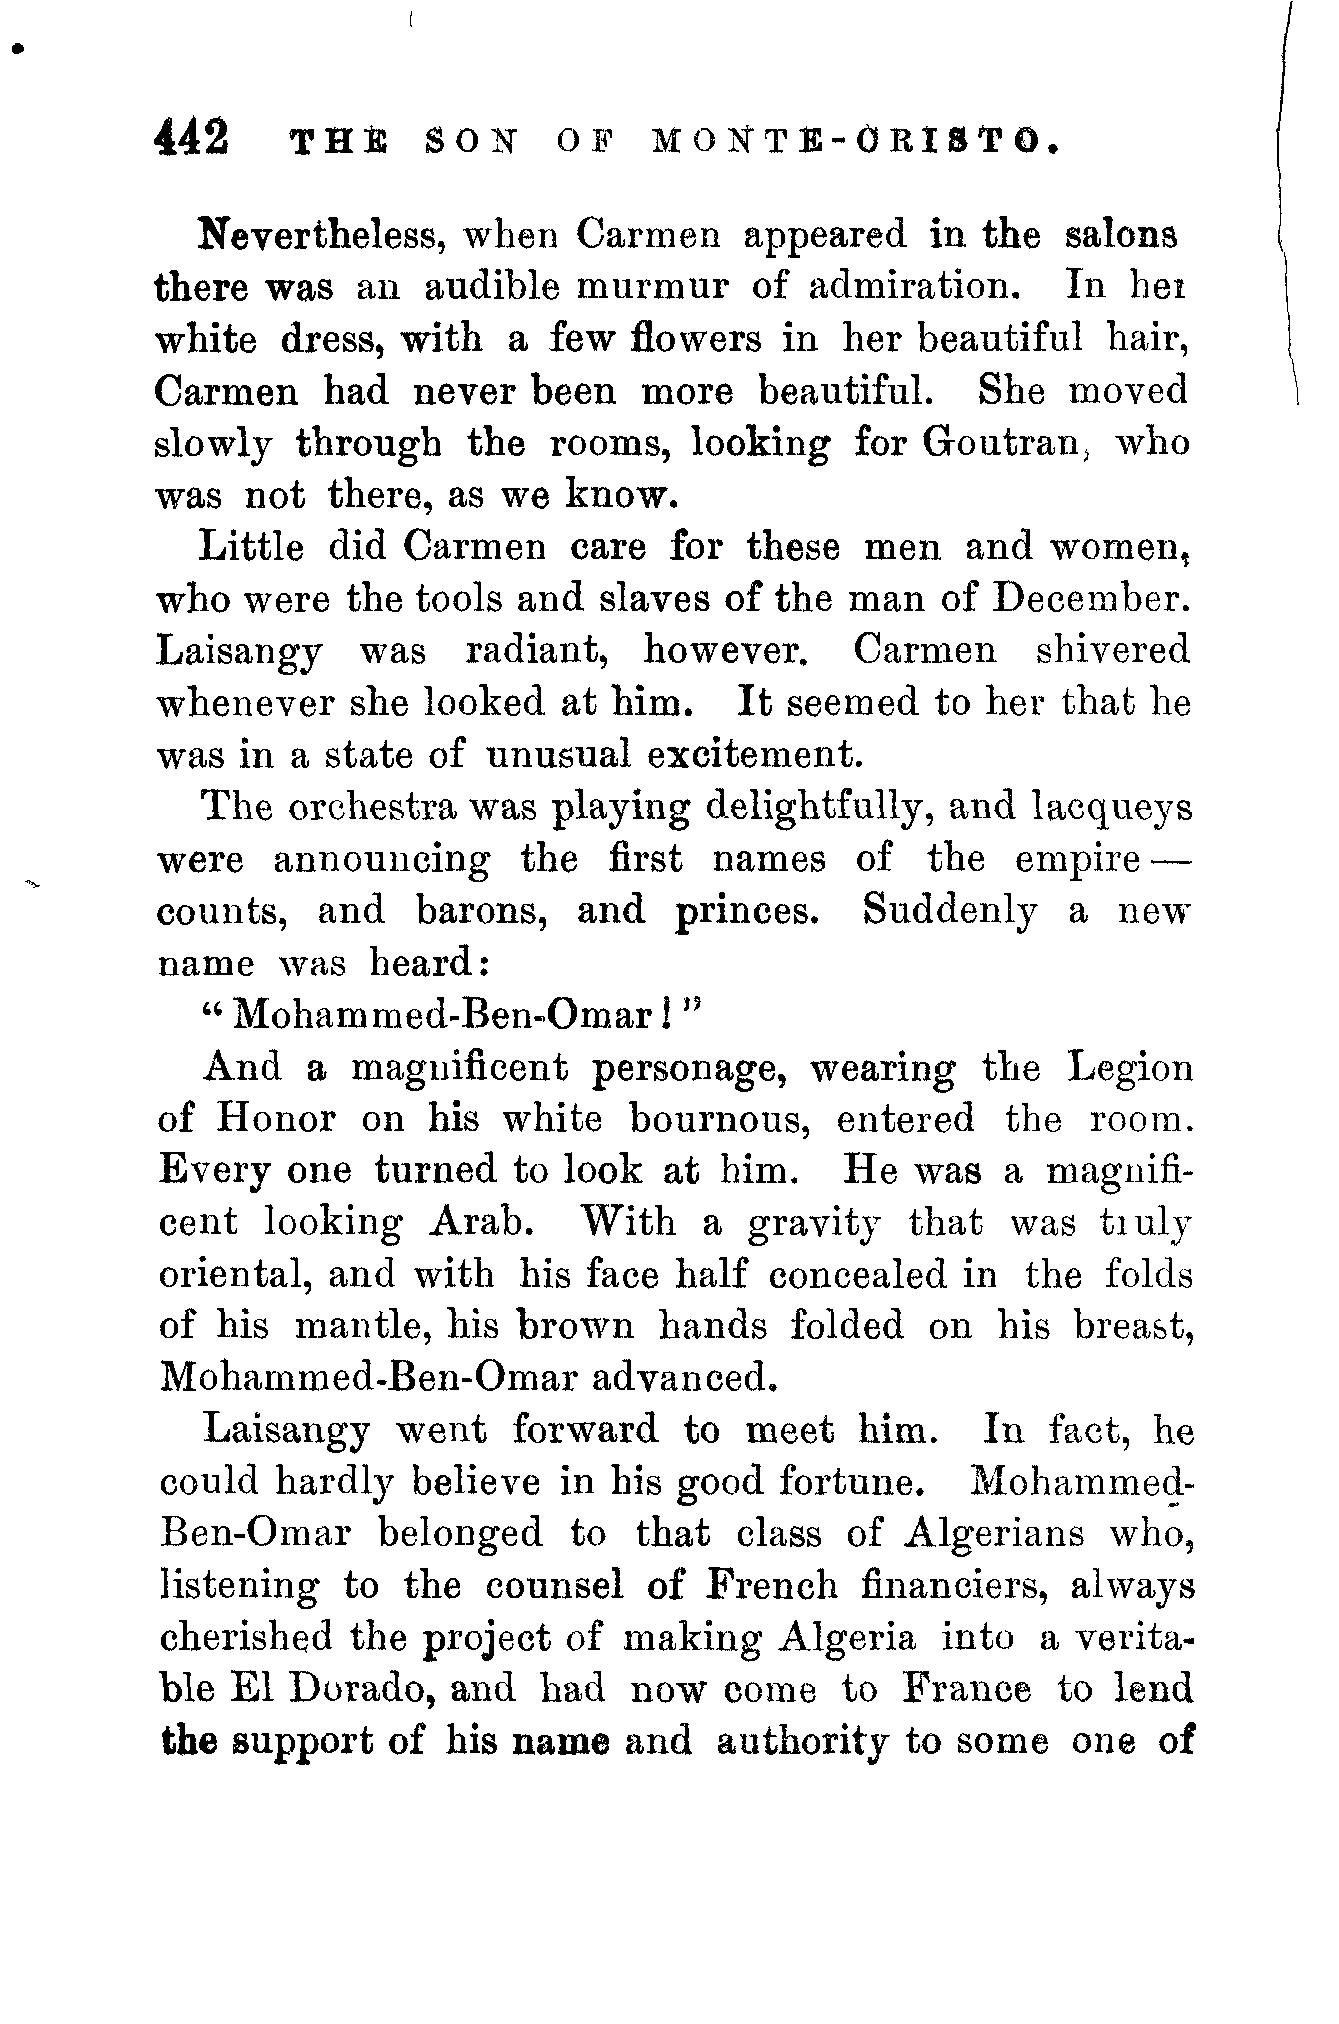 442 THE SON OF MONTE-CRISTO.
Nevertheless, when Carmen appeared in the salons
there was an audible murmur of admiration. In her
white dress, with a few flowers in her beautiful hair,
Carmen had never been more beautiful. She moved
slowly through the rooms, looking for Goutran, who
was not there, as we know.
Little did Carmen care for these men and women,
who were the tools and slaves of the man of December.
Laisangy was radiant, however. Carmen shivered
whenever she looked at him. It seemed to her that he
was in a state of unusual excitement.
The orchestra was playing delightfully, and lacqueys
were announcing the first names of the empire —
counts, and barons, and princes. Suddenly a new
name was heard:
“ Mohammed-Ben-Omar ! ”
And a magnificent personage, wearing the Legion
of Honor on his white bournous, entered the room.
Every one turned to look at him. He was a magnifi-
cent looking Arab. With a gravity that was truly
oriental, and with his face half concealed in the folds
of his mantle, his brown hands folded on his breast,
Mohammed-Ben-Omar advanced.
Laisangy went forward to meet him. In fact, he
could hardly believe in his good fortune. Mohammed-
Ben-Omar belonged to that class of Algerians who,
listening to the counsel of French financiers, always
cherished the project of making Algeria into a verita-
ble El Dorado, and had now come to France to lend
the support of his name and authority to some one of